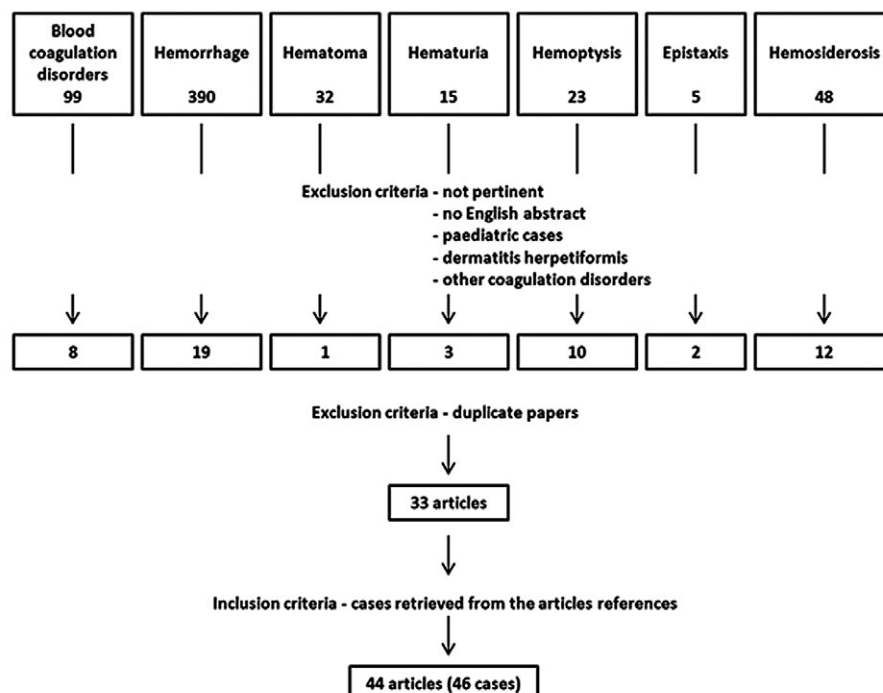 Blood
coagulation
disorders
99
Hemorrhage
390
Hematoma
32
Hematuria
15
Hemoptysis
23
Epistaxis
5
Hemosiderosis
48
Exclusion criteria - not pertinent
- no English abstract
- paediatric cases
- dermatitis herpetiformis
- other coagulation disorders
8
19
1
3
10
2
12
Exclusion criteria - duplicate papers
33 articles
Inclusion criteria - cases retrieved from the articles references
44 articles (46 cases)